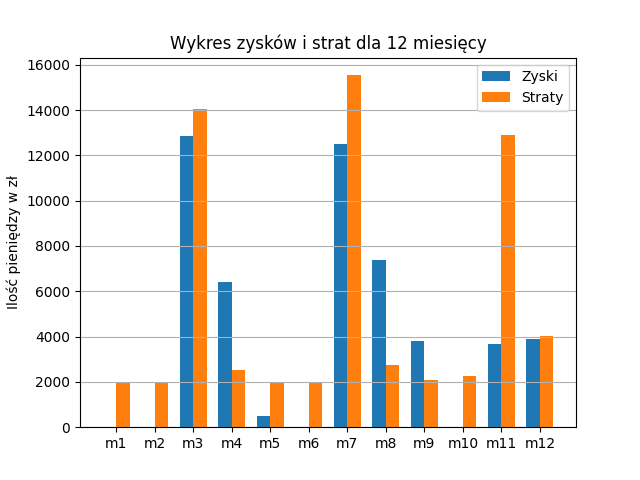 Wykres zysków i strat dla 12 miesięcy
Zyski
Straty
Ilość pieniędzy w zł
16000
14000
12000
10000
8000
6000
4000
2000
0
m1 m2 m3 m4 m5 m6 m7 m8 m9 m10 m11 m12